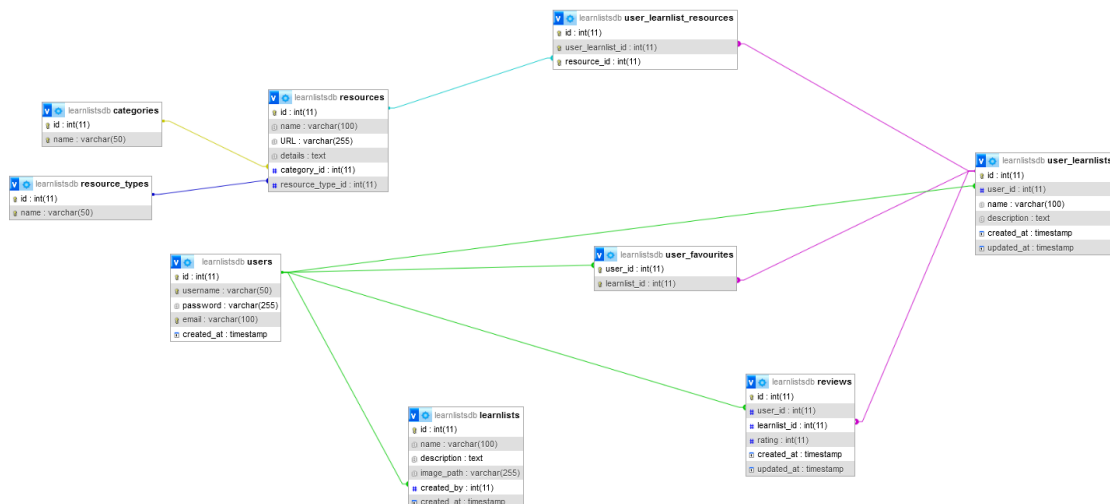 learnlistsdb user_learnlist_resources
id : int(11)
user_learnlist_id : int(11)
resource_id : int(11)
learnlistsdb categories
id : int(11)
name : varchar(50)
learnlistsdb resources
id : int(11)
name : varchar(100)
URL : varchar(255)
details : text
category_id : int(11)
resource_type_id : int(11)
learnlistsdb resource_types
id : int(11)
name : varchar(50)
learnlistsdb user_learnlists
id : int(11)
user_id : int(11)
name : varchar(100)
description : text
created_at : timestamp
updated_at : timestamp
learnlistsdb users
id : int(11)
username : varchar(50)
password : varchar(255)
email : varchar(100)
created_at : timestamp
learnlistsdb user_favourites
user_id : int(11)
learnlist_id : int(11)
learnlistsdb reviews
id : int(11)
user_id : int(11)
learnlist_id : int(11)
rating : int(11)
created_at : timestamp
updated_at : timestamp
learnlistsdb learnlists
id : int(11)
name : varchar(100)
description : text
image_path : varchar(255)
created_by : int(11)
created_at : timestamp